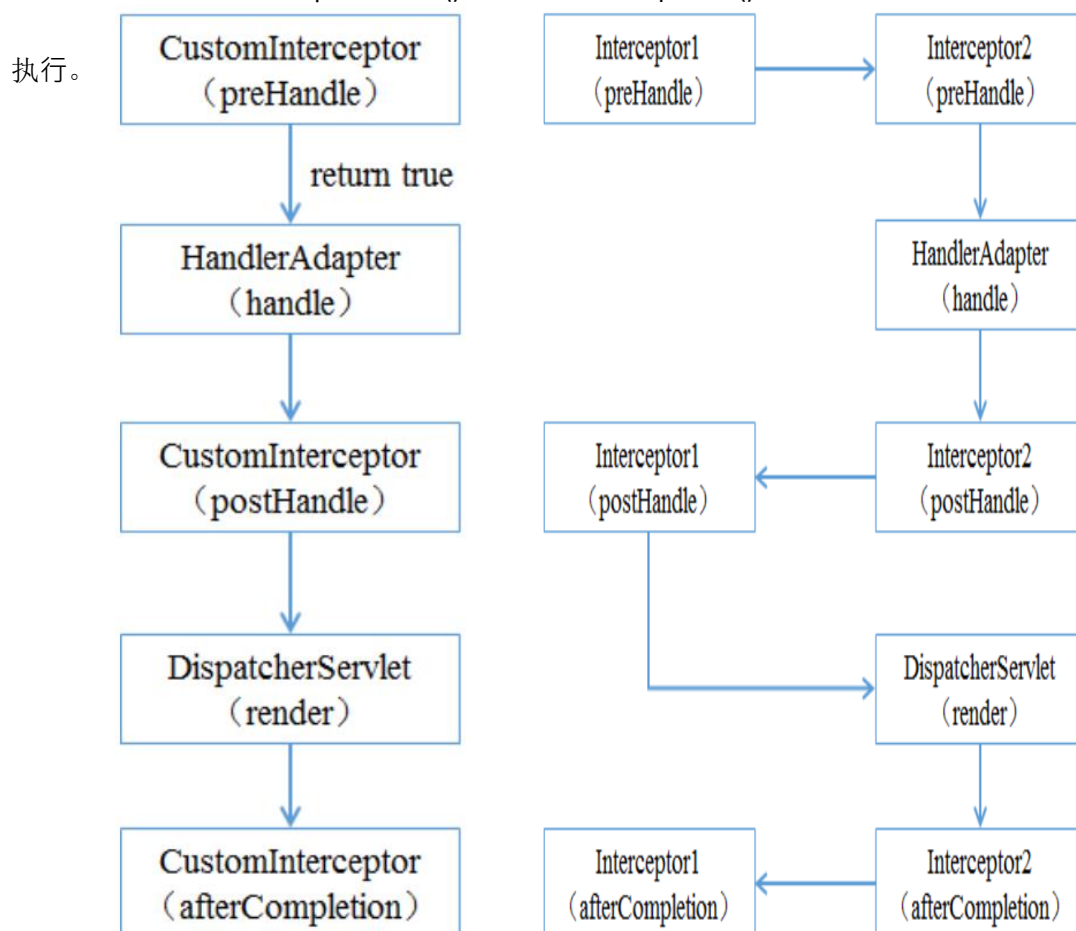 执行。
CustomInterceptor
（preHandle）
return true
HandlerAdapter
（handle）
CustomInterceptor
（postHandle）
DispatcherServlet
（render）
CustomInterceptor
（afterCompletion）
Interceptor1
（preHandle）
Interceptor2
（preHandle）
HandlerAdapter
（handle）
Interceptor2
（postHandle）
Interceptor1
（postHandle）
DispatcherServlet
（render）
Interceptor2
（afterCompletion）
Interceptor1
（afterCompletion）